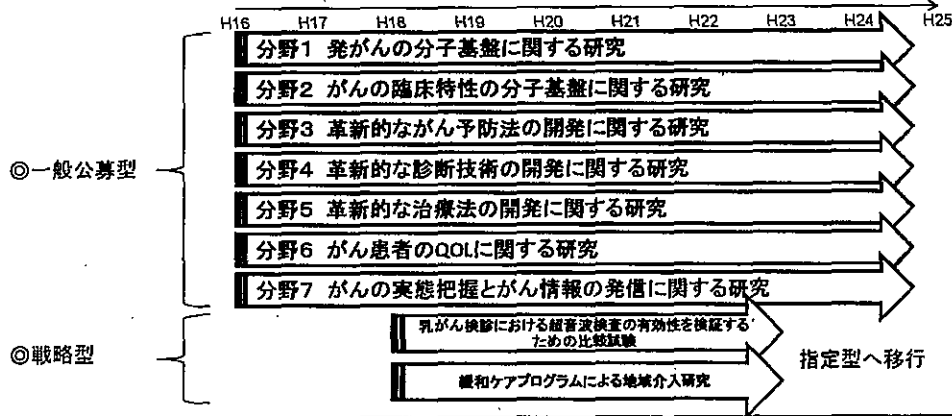 H16 H17 H18 H19 H20 H21 H22 H23 H24 H25
分野1 発がんの分子基盤に関する研究
分野2 がんの臨床特性の分子基盤に関する研究
分野3 革新的ながん予防法の開発に関する研究
◎一般公募型
分野4 革新的な診断技術の開発に関する研究
分野5 革新的な治療法の開発に関する研究
分野6 がん患者のQOLに関する研究
分野7 がんの実態把握とがん情報の発信に関する研究
◎戦略型
乳がん検診における超音波検査の有効性を検証する
ための比較試験
指定型へ移行
緩和ケアプログラムによる地域介入研究